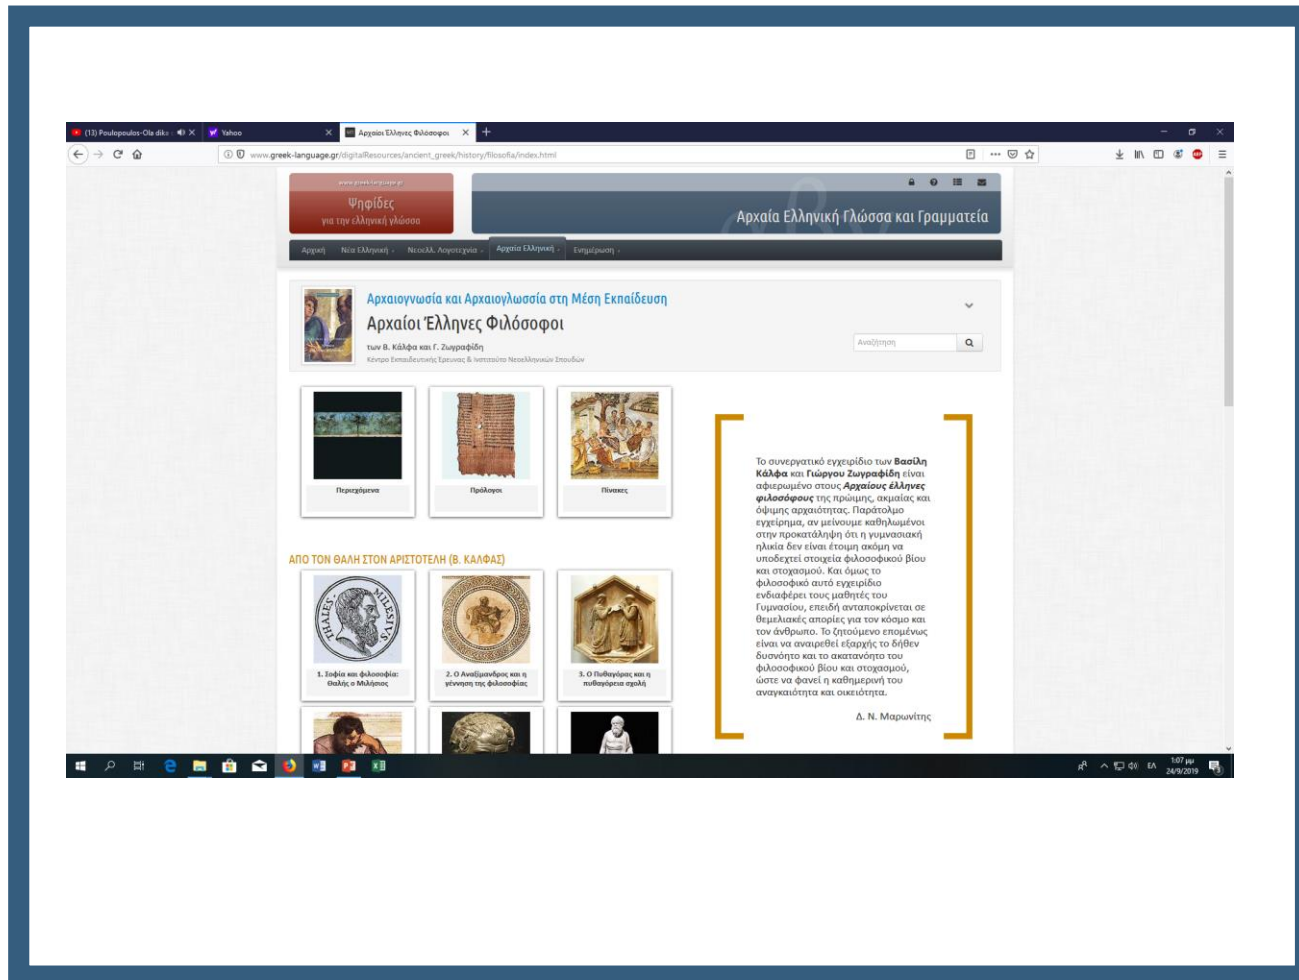 (13) Poulopoulos-Ola dika
Yahoo
Αρχαίοι Έλληνες Φιλόσοφοι
www.greek-language.gr/digitalResources/ancient_greek/history/filosofia/index.html
www.greek-language.gr
Ψηφίδες
για την ελληνική γλώσσα
Αρχαία Ελληνική Γλώσσα και Γραμματεία
Αρχική Νέα Ελληνική Νεοελλ. Λογοτεχνία Αρχαία Ελληνική Ενημέρωση
Αρχαιογνωσία και Αρχαιογλωσσία στη Μέση Εκπαίδευση
Αρχαίοι Έλληνες Φιλόσοφοι
των Β. Κάλφα και Γ. Ζωγραφίδη
Κέντρο Εκπαιδευτικής Έρευνας & Ινστιτούτο Νεοελληνικών Σπουδών
Αναζήτηση
Περιεχόμενα
Πρόλογοι
Πίνακες
Το συνεργατικό εγχειρίδιο των Βασίλη
Κάλφα και Γιώργου Ζωγραφίδη είναι
αφιερωμένο στους Αρχαίους έλληνες
φιλοσόφους της πρώιμης, ακμαίας και
όψιμης αρχαιότητας. Παράτολμο
εγχείρημα, αν μείνουμε καθηλωμένοι
στην προκατάληψη ότι η γυμνασιακή
ηλικία δεν είναι έτοιμη ακόμη να
υποδεχτεί στοιχεία φιλοσοφικού βίου
και στοχασμού. Και όμως το
φιλοσοφικό αυτό εγχειρίδιο
ενδιαφέρει τους μαθητές του
Γυμνασίου, επειδή ανταποκρίνεται σε
θεμελιακές απορίες για τον κόσμο και
τον άνθρωπο. Το ζητούμενο επομένως
είναι να αναιρεθεί εξαρχής το δήθεν
δυσνόητο και το ακατανόητο του
φιλοσοφικού βίου και στοχασμού,
ώστε να φανεί η καθημερινή του
αναγκαιότητα και οικειότητα.
Δ. Ν. Μαρωνίτης
ΑΠΟ ΤΟΝ ΘΑΛΗ ΣΤΟΝ ΑΡΙΣΤΟΤΕΛΗ (Β. ΚΑΛΦΑΣ)
THALES MILESIVS
1. Σοφία και φιλοσοφία:
Θαλής ο Μιλήσιος
2. Ο Αναξίμανδρος και η
γέννηση της φιλοσοφίας
3. Ο Πυθαγόρας και η
πυθαγόρεια σχολή
ΕΛ
1:07 μμ
24/9/2019